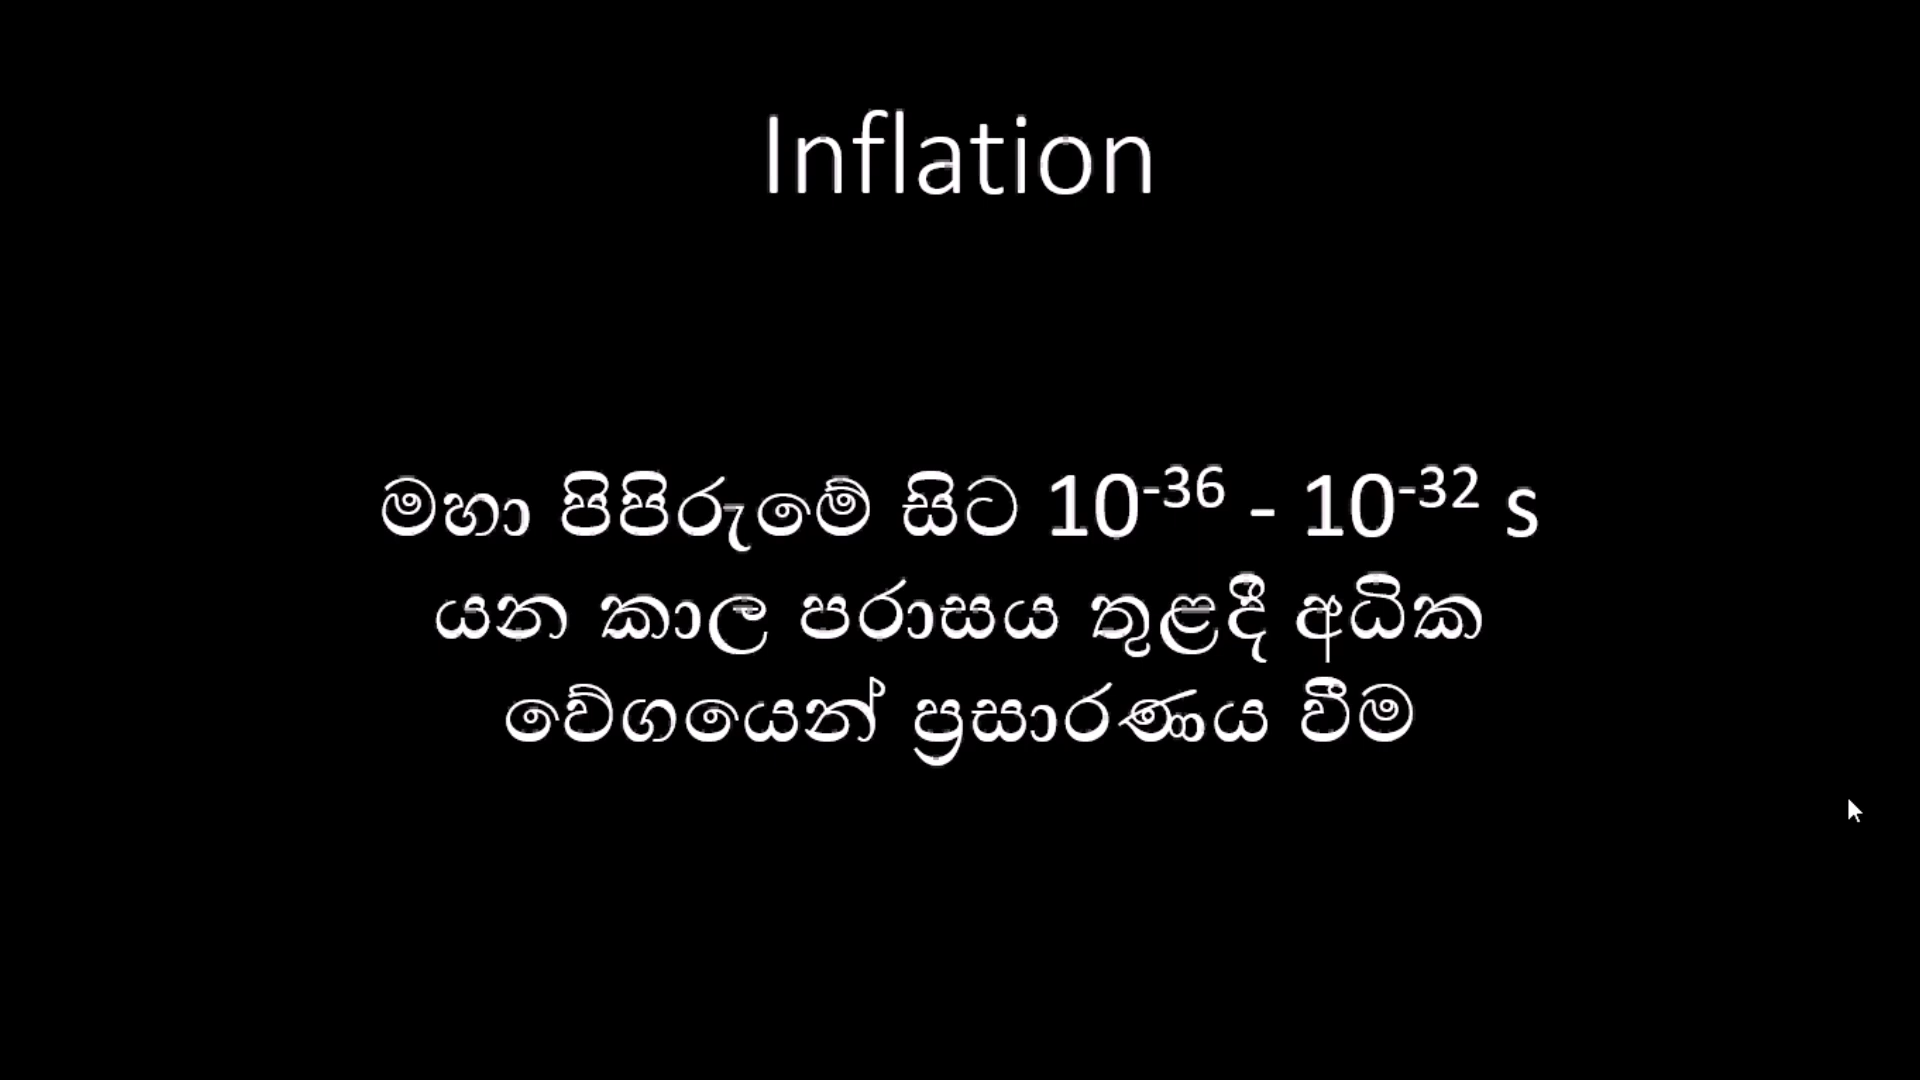 Inflation
මහා පිපිරුමේ සිට 10⁻³⁶ - 10⁻³² s
යන කාල පරාසය තුළදී අධික
වේගයෙන් ප්‍රසාරණය වීම